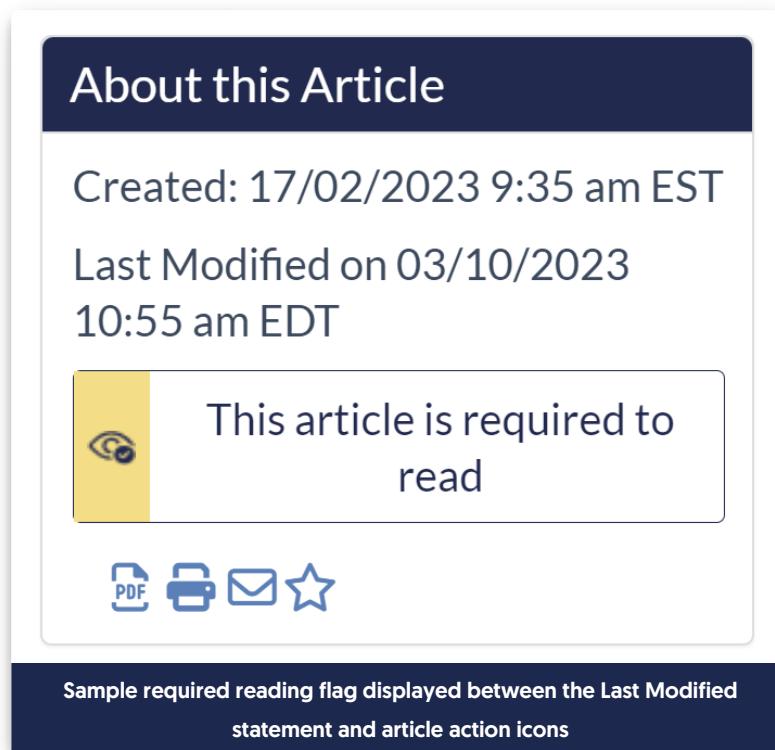 About this Article
Created: 17/02/2023 9:35 am EST
Last Modified on 03/10/2023
10:55 am EDT
This article is required to
read
PDF
Sample required reading flag displayed between the Last Modified
statement and article action icons